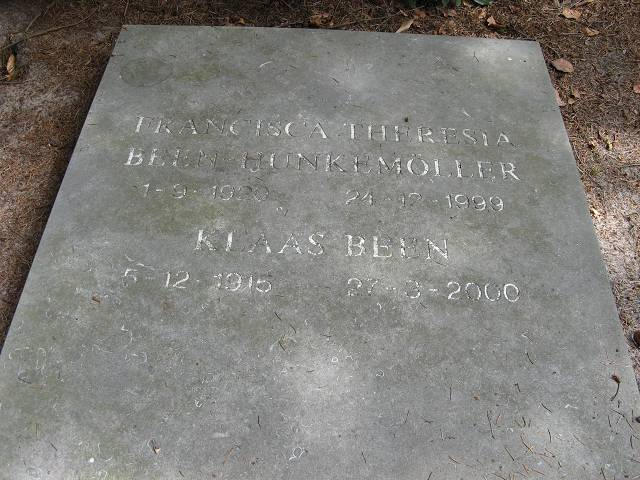 FRANCISCA THERESIA
BEEN-HUNKEMÖLLER
1-9-1920 24-12-1999
KLAAS BEEN
5-12-1915 27-3-2000